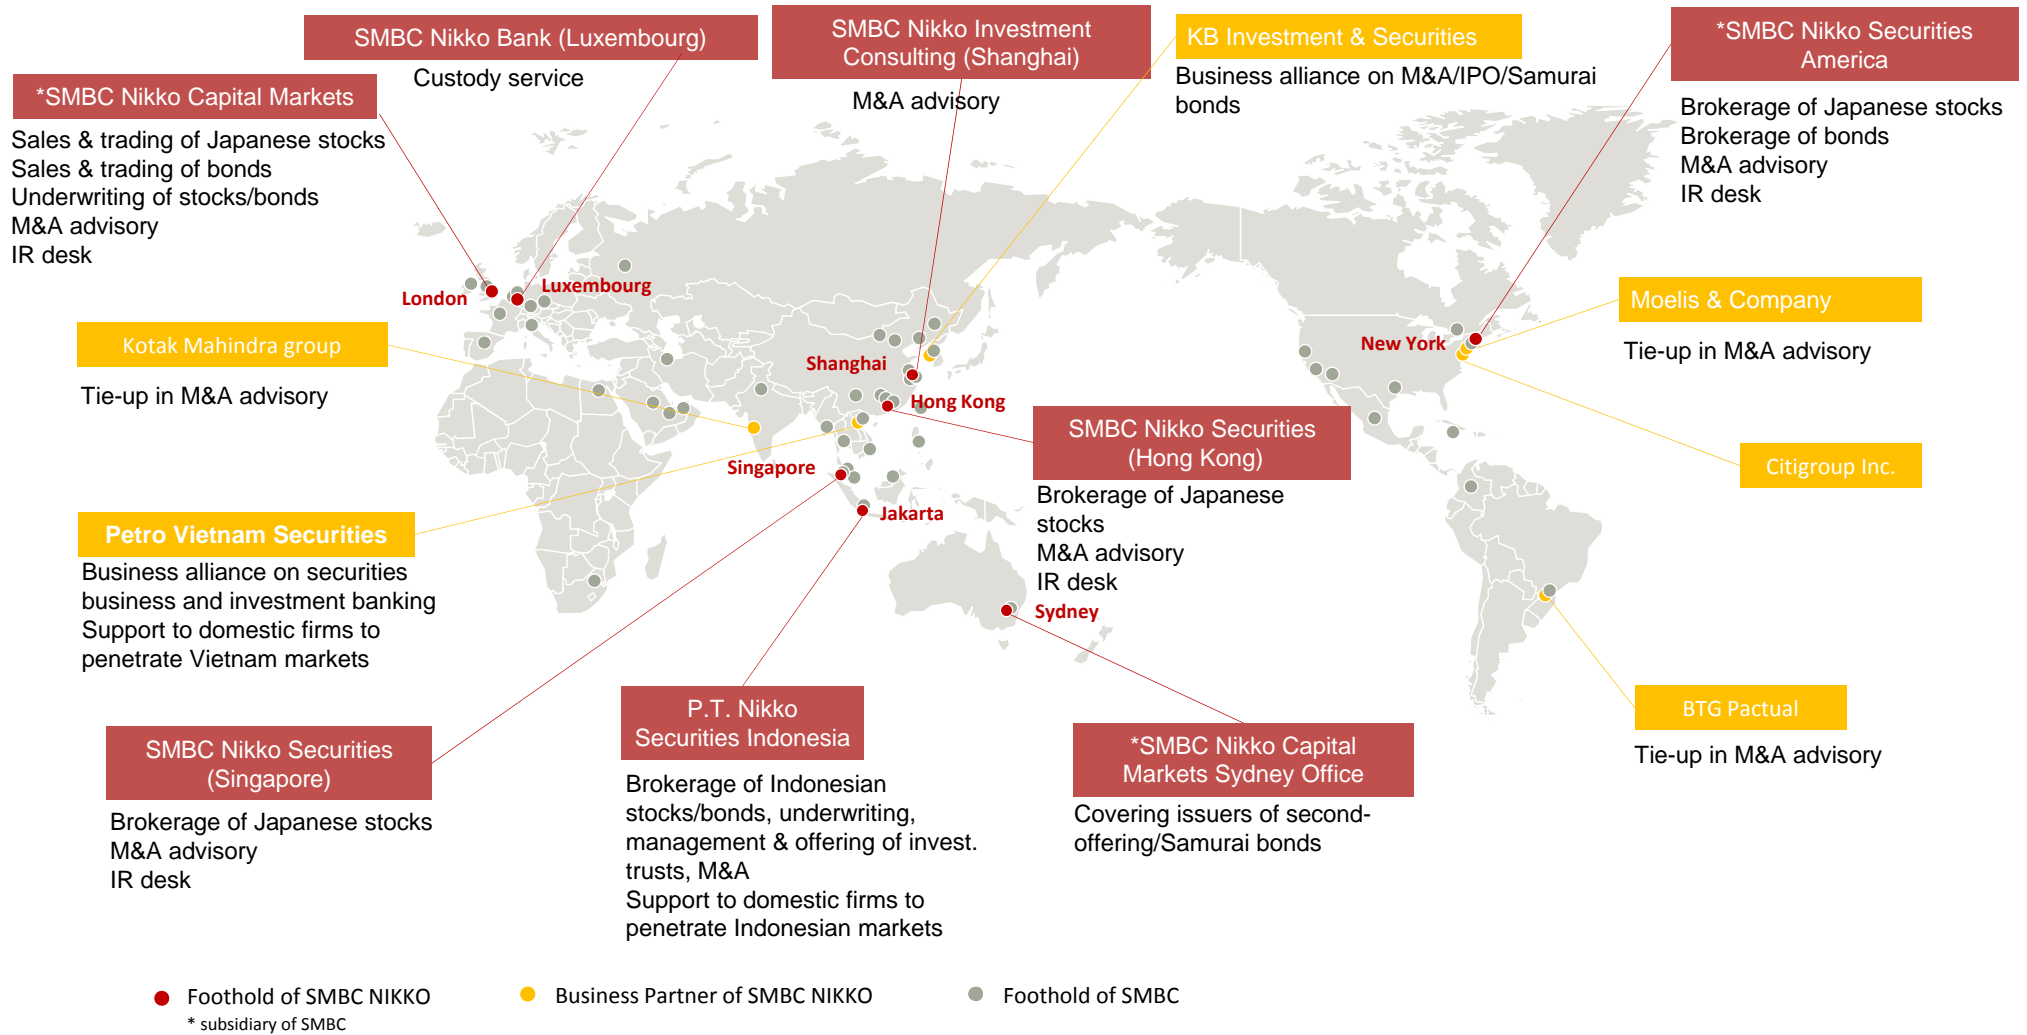 SMBC Nikko Bank (Luxembourg)
Custody service
SMBC Nikko Investment
Consulting (Shanghai)
M&A advisory
KB Investment & Securities
Business alliance on M&A/IPO/Samurai
bonds
*SMBC Nikko Securities
America
Brokerage of Japanese stocks
Brokerage of bonds
M&A advisory
IR desk
*SMBC Nikko Capital Markets
Sales & trading of Japanese stocks
Sales & trading of bonds
Underwriting of stocks/bonds
M&A advisory
IR desk
London
Luxembourg
Kotak Mahindra group
Tie-up in M&A advisory
Shanghai
Hong Kong
New York
Moelis & Company
Tie-up in M&A advisory
SMBC Nikko Securities
(Hong Kong)
Brokerage of Japanese
stocks
M&A advisory
IR desk
Citigroup Inc.
Singapore
Jakarta
Petro Vietnam Securities
Business alliance on securities
business and investment banking
Support to domestic firms to
penetrate Vietnam markets
Sydney
SMBC Nikko Securities
(Singapore)
Brokerage of Japanese stocks
M&A advisory
IR desk
P.T. Nikko
Securities Indonesia
Brokerage of Indonesian
stocks/bonds, underwriting,
management & offering of invest.
trusts, M&A
Support to domestic firms to
penetrate Indonesian markets
*SMBC Nikko Capital
Markets Sydney Office
Covering issuers of second-
offering/Samurai bonds
BTG Pactual
Tie-up in M&A advisory
Foothold of SMBC NIKKO
* subsidiary of SMBC
Business Partner of SMBC NIKKO
Foothold of SMBC